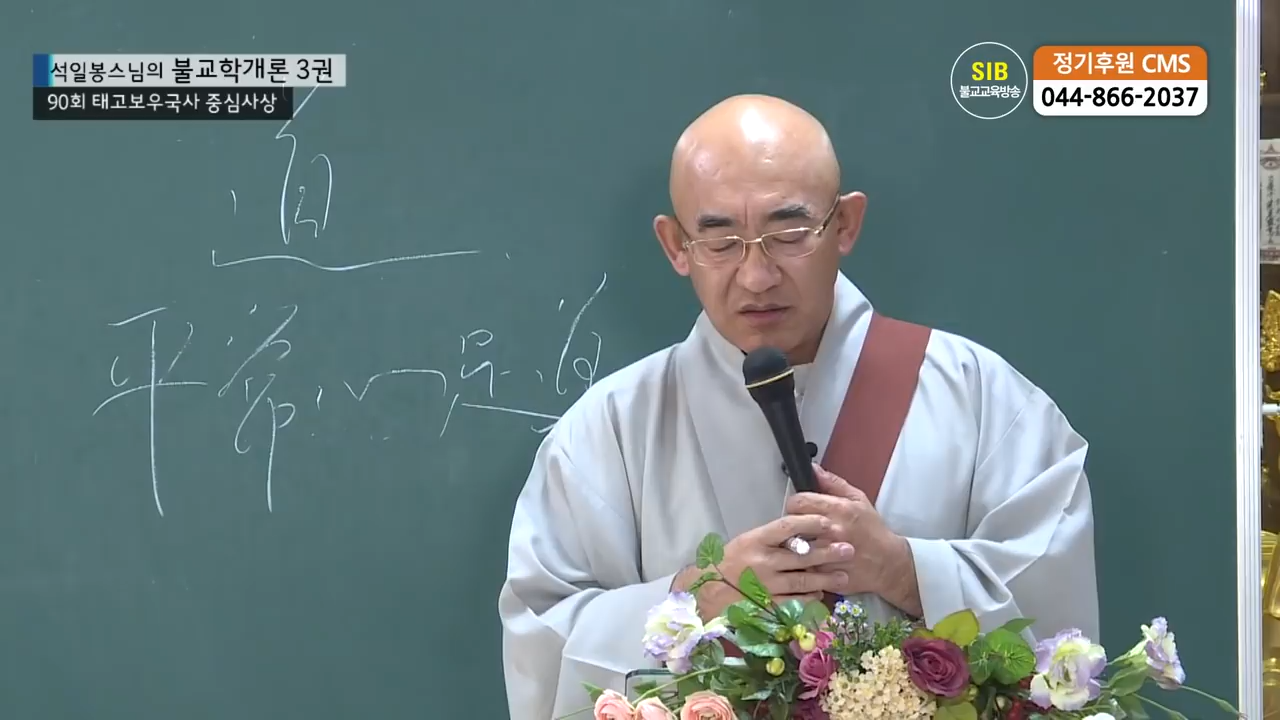 석일봉스님의 불교학개론 3권
90회 태고보우국사 중심사상
SIB
불교교육방송
정기후원 CMS
044-866-2037
道
平常心是道